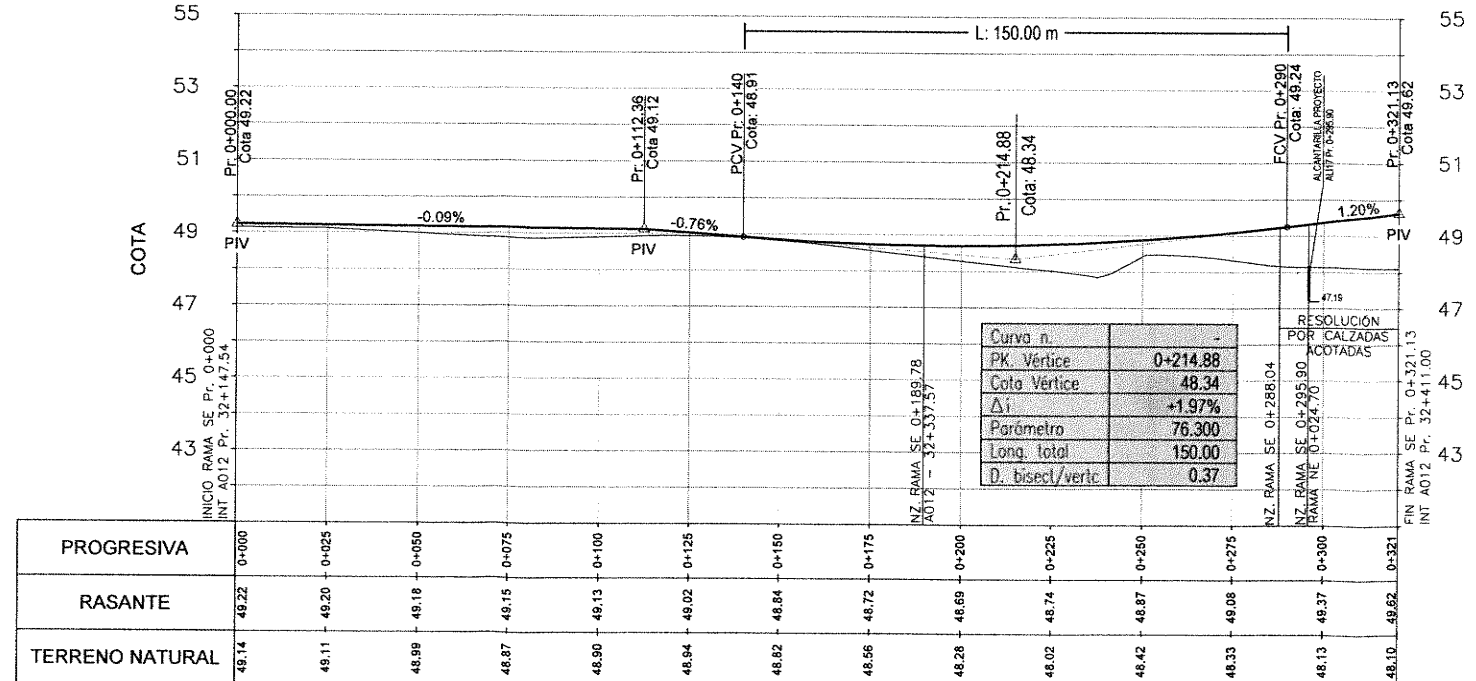 55
53
51
49
47
45
43
COTA
55
53
51
49
47
45
43
L: 150.00 m
Pr. 0+000.00
Cota 49.22
Pr. 0+112.36
Cota 49.12
PCV Pr. 0+140
Cota: 48.91
Pr. 0+214.88
Cota: 48.34
FCV Pr. 0+290
Cota: 49.24
ALCANTARILLA PROYECTO
AL117 Pr. 0+295.90
Pr. 0+321.13
Cota 49.62
-0.09%
-0.76%
1.20%
PIV
PIV
PIV
47.19
RESOLUCIÓN
POR CALZADAS
ACOTADAS
INICIO RAMA SE Pr. 0+000
INT A012 Pr. 32+147.54
NZ. RAMA SE 0+189.78
A012 - 32+337.57
NZ. RAMA SE 0+288.04
NZ. RAMA SE 0+295.90
RAMA NE 0+024.70
FIN RAMA SE Pr. 0+321.13
INT A012 Pr. 32+411.00
Curva n. -
PK. Vértice 0+214.88
Cota Vértice 48.34
Δi +1.97%
Parámetro 76.300
Long. total 150.00
D. bisect/vertc 0.37
PROGRESIVA 0+000 0+025 0+050 0+075 0+100 0+125 0+150 0+175 0+200 0+225 0+250 0+275 0+300 0+321
RASANTE 49.22 49.20 49.18 49.15 49.13 49.02 48.84 48.72 48.69 48.74 48.87 49.08 49.37 49.62
TERRENO NATURAL 49.14 49.11 48.99 48.87 48.90 48.94 48.82 48.56 48.28 48.02 48.42 48.33 48.13 48.10